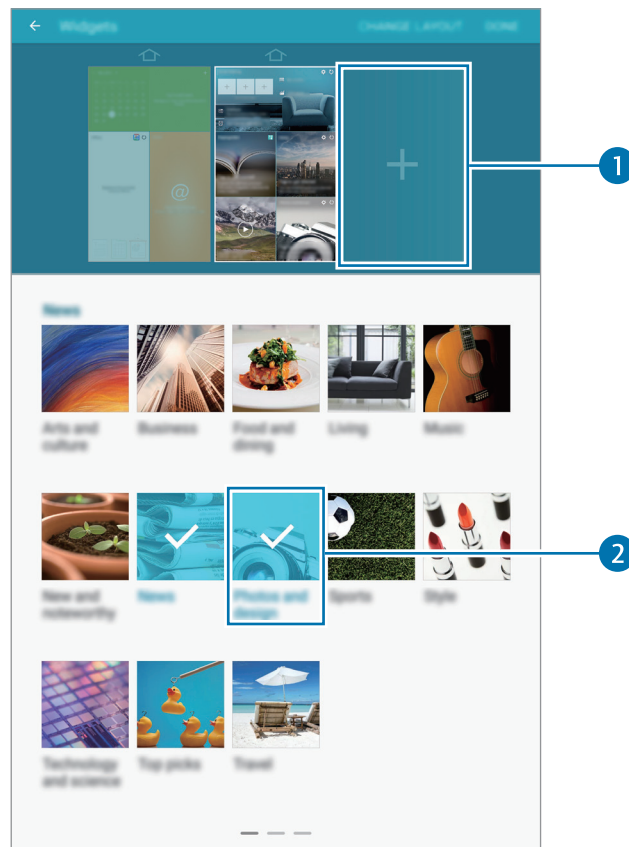 Widgets
CHANGE LAYOUT DONE
1
@
News
Arts and
culture
Business
Food and
dining
Living
Music
2
New and
noteworthy
News
Photos and
design
Sports
Style
Technology
and science
Top picks
Travel